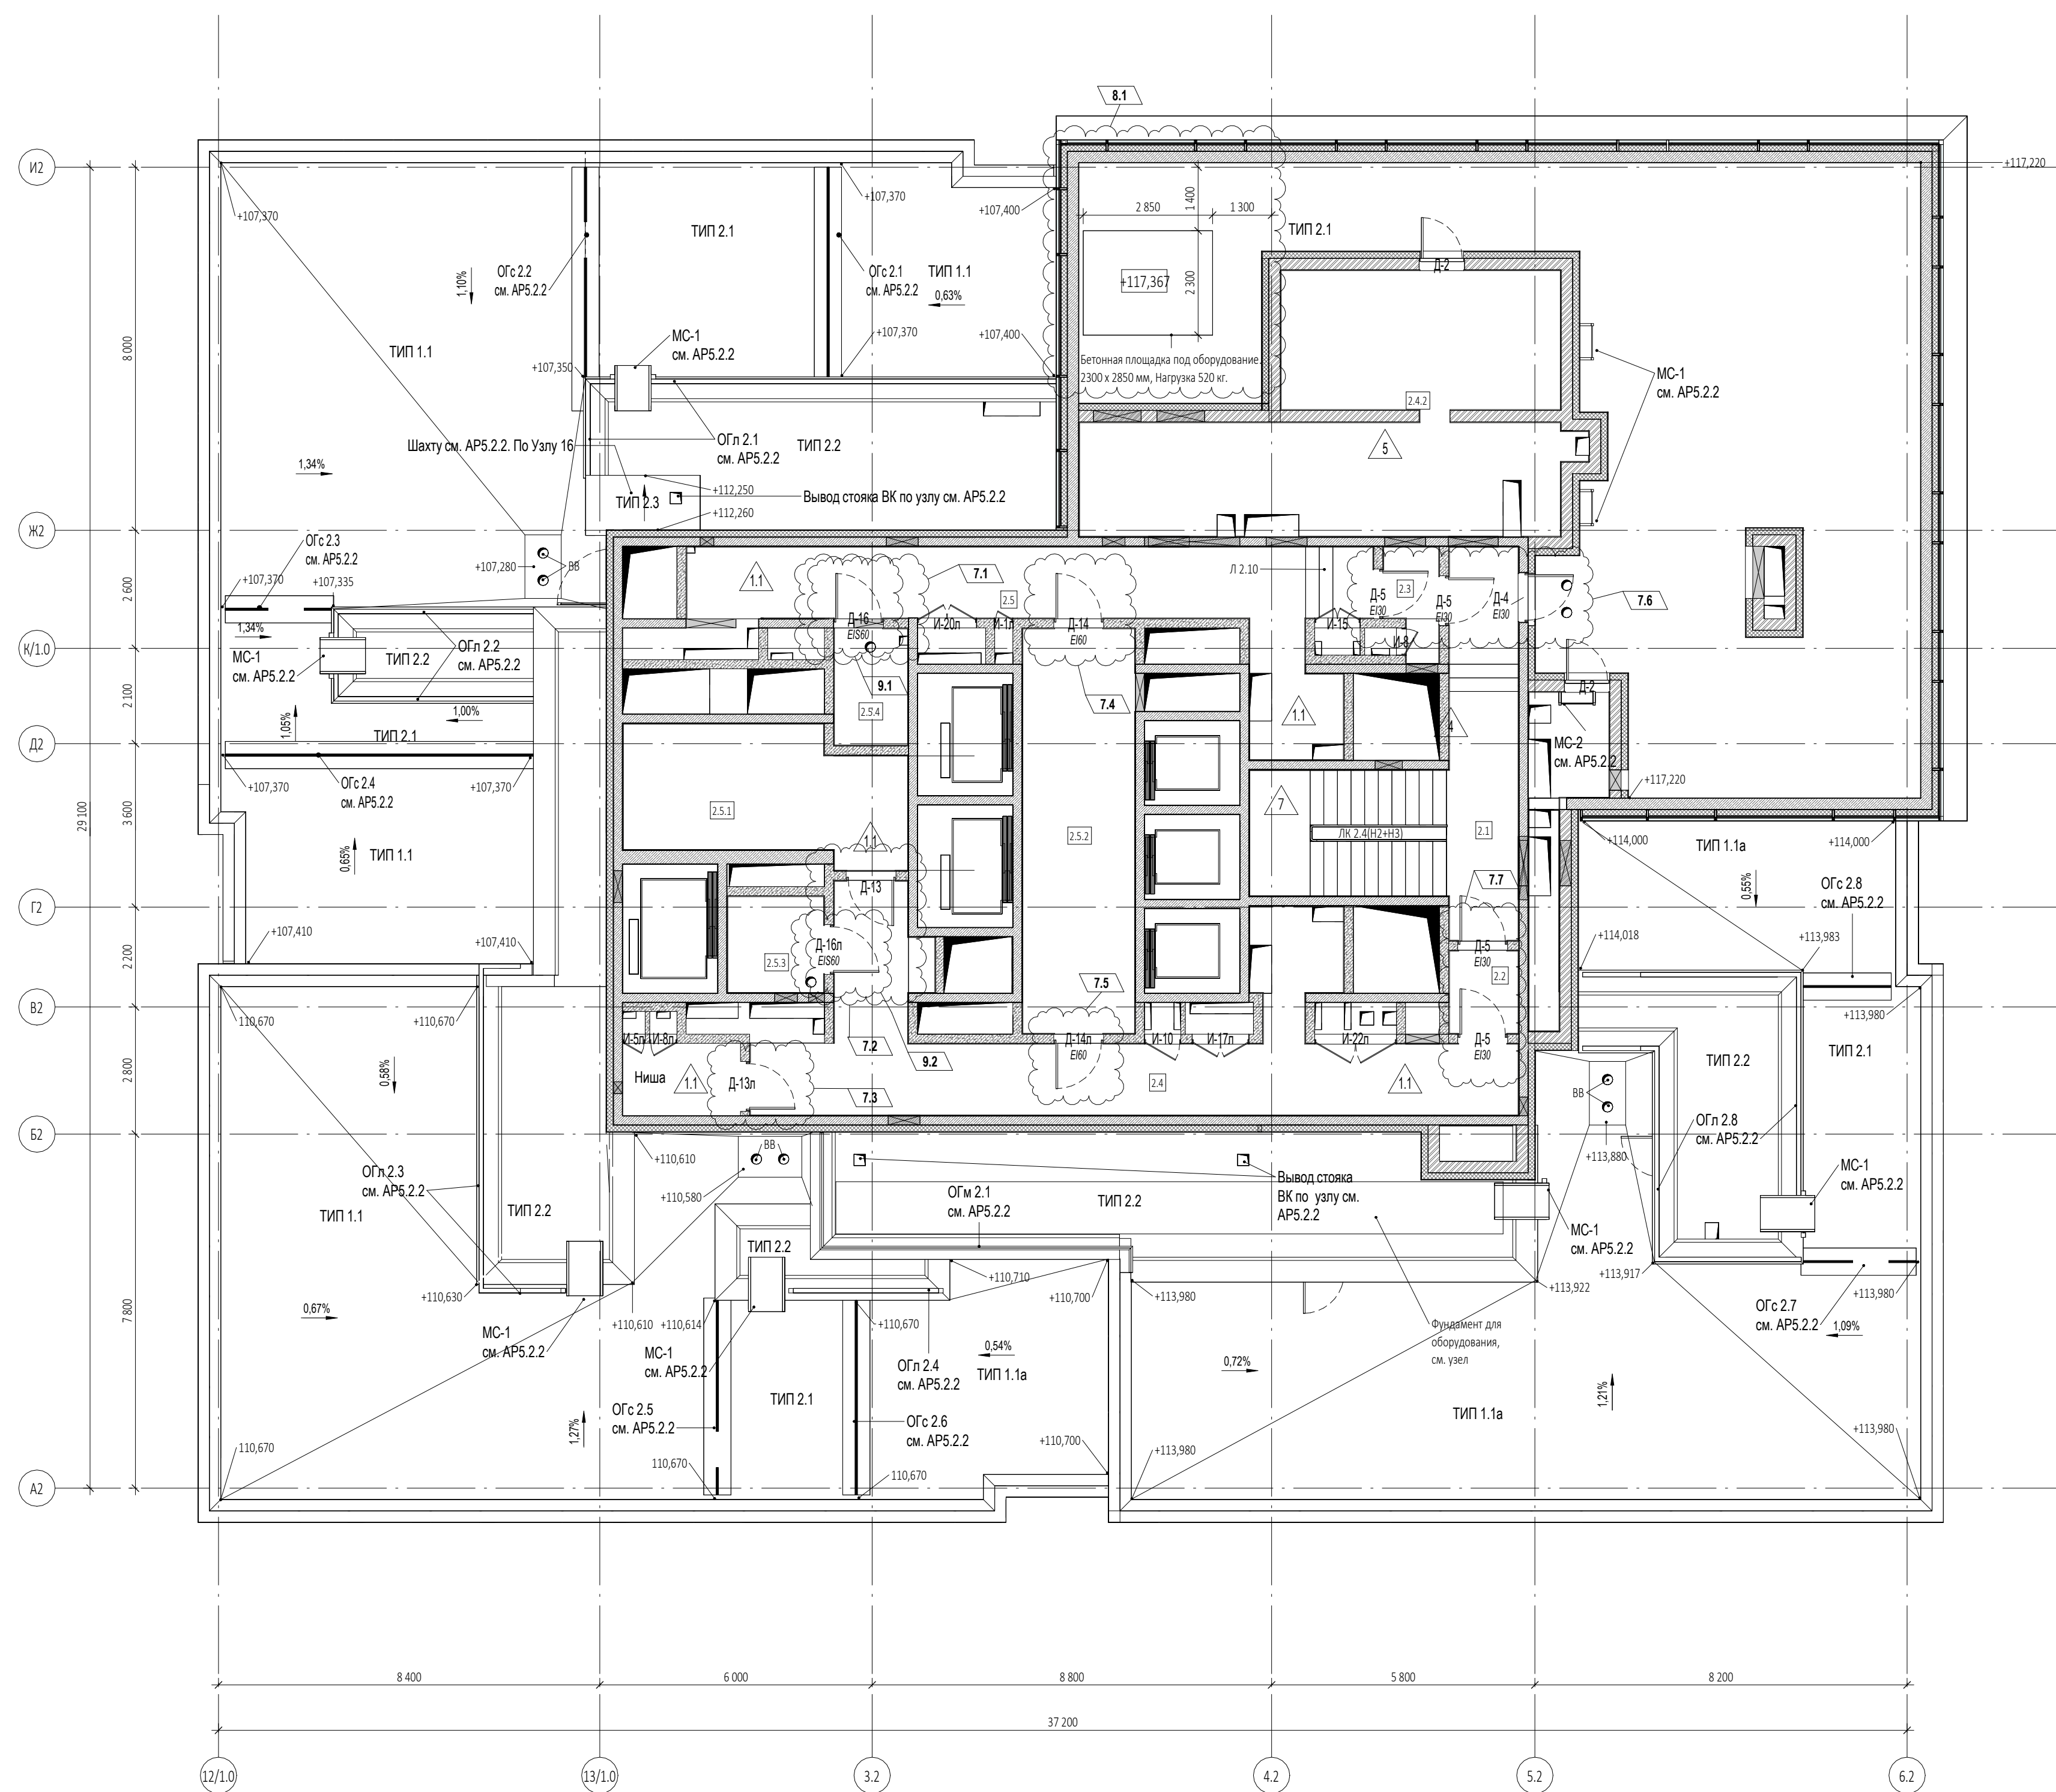 8.1
И2
+117,220
+107,370
+107,370
+107,400
2 850
1 400
1 300
ТИП 2.1
ТИП 2.1
1,10%
ОГс 2.2
см. АР5.2.2
ОГс 2.1
см. АР5.2.2
ТИП 1.1
0,63%
+117,367
2 300
Д-2
8 000
ТИП 1.1
МС-1
см. АР5.2.2
+107,370
+107,400
+107,350
Бетонная площадка под оборудование.
2300 х 2850 мм, Нагрузка 520 кг.
МС-1
см. АР5.2.2
2.4.2
5
Шахту см. АР5.2.2. По Узлу 16
ОГл 2.1
см. АР5.2.2
ТИП 2.2
1,34%
+112,250
ТИП 2.3
Вывод стояка ВК по узлу см. АР5.2.2
+112,260
Ж2
ОГс 2.3
см. АР5.2.2
+107,280
ВВ
+107,370
+107,335
2 600
1.1
7.1
2.5
Л 2.10
Д-5
EI30
2.3
Д-5
EI30
Д-4
EI30
7.6
1,34%
Д-16
EIS60
И-20л
И-1л
Д-14
EI60
И-15
И-8
К/1.0
МС-1
см. АР5.2.2
ТИП 2.2
ОГл 2.2
см. АР5.2.2
9.1
7.4
2.5.4
Д-2
2 100
1,05%
1,00%
1.1
4
ТИП 2.1
Д2
МС-2
см. АР5.2.2
+107,370
ОГс 2.4
см. АР5.2.2
+107,370
+117,220
29 100
3 600
2.5.1
1.1
2.5.2
7
ЛК 2.4(Н2+Н3)
2.1
0,65%
ТИП 1.1
+114,000
ТИП 1.1а
+114,000
Г2
Д-13
7.7
0,55%
ОГс 2.8
см. АР5.2.2
+107,410
+107,410
2 200
2.5.3
Д-16л
EIS60
Д-5
EI30
2.2
+114,018
+113,983
7.5
В2
110,670
+110,670
+113,980
И-5л
И-8л
7.2
9.2
Д-14л
EI60
И-10
И-17л
И-22л
Д-5
EI30
2 800
0,58%
Ниша
1.1
Д-13л
7.3
2.4
1.1
ТИП 2.2
ТИП 2.1
ВВ
ОГл 2.8
см. АР5.2.2
Б2
ВВ
+110,610
+113,880
ОГл 2.3
см. АР5.2.2
+110,580
ОГм 2.1
см. АР5.2.2
ТИП 2.2
Вывод стояка
ВК по узлу см.
АР5.2.2
МС-1
см. АР5.2.2
ТИП 1.1
ТИП 2.2
ТИП 2.2
МС-1
см. АР5.2.2
+110,630
+110,710
+110,700
+113,980
+113,922
+113,917
+113,980
7 800
0,67%
МС-1
см. АР5.2.2
+110,610
+110,614
+110,670
Фундамент для
оборудования,
см. узел
ОГс 2.7
см. АР5.2.2
1,09%
МС-1
см. АР5.2.2
0,54%
ОГл 2.4
см. АР5.2.2
ТИП 1.1а
0,72%
ТИП 2.1
1,27%
ОГс 2.5
см. АР5.2.2
ОГс 2.6
см. АР5.2.2
ТИП 1.1а
1,21%
110,670
110,670
110,670
+110,700
+113,980
+113,980
А2
8 400
6 000
8 800
5 800
8 200
37 200
12/1.0
13/1.0
3.2
4.2
5.2
6.2